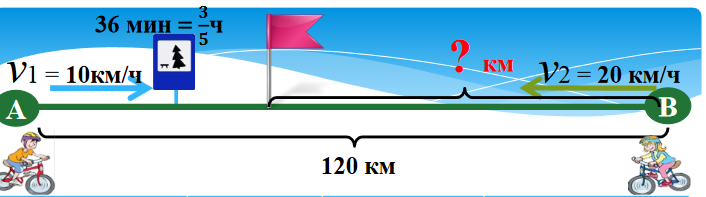 36 мин = 3/5 ч
? км
v1 = 10км/ч
v2 = 20 км/ч
А
В
120 км